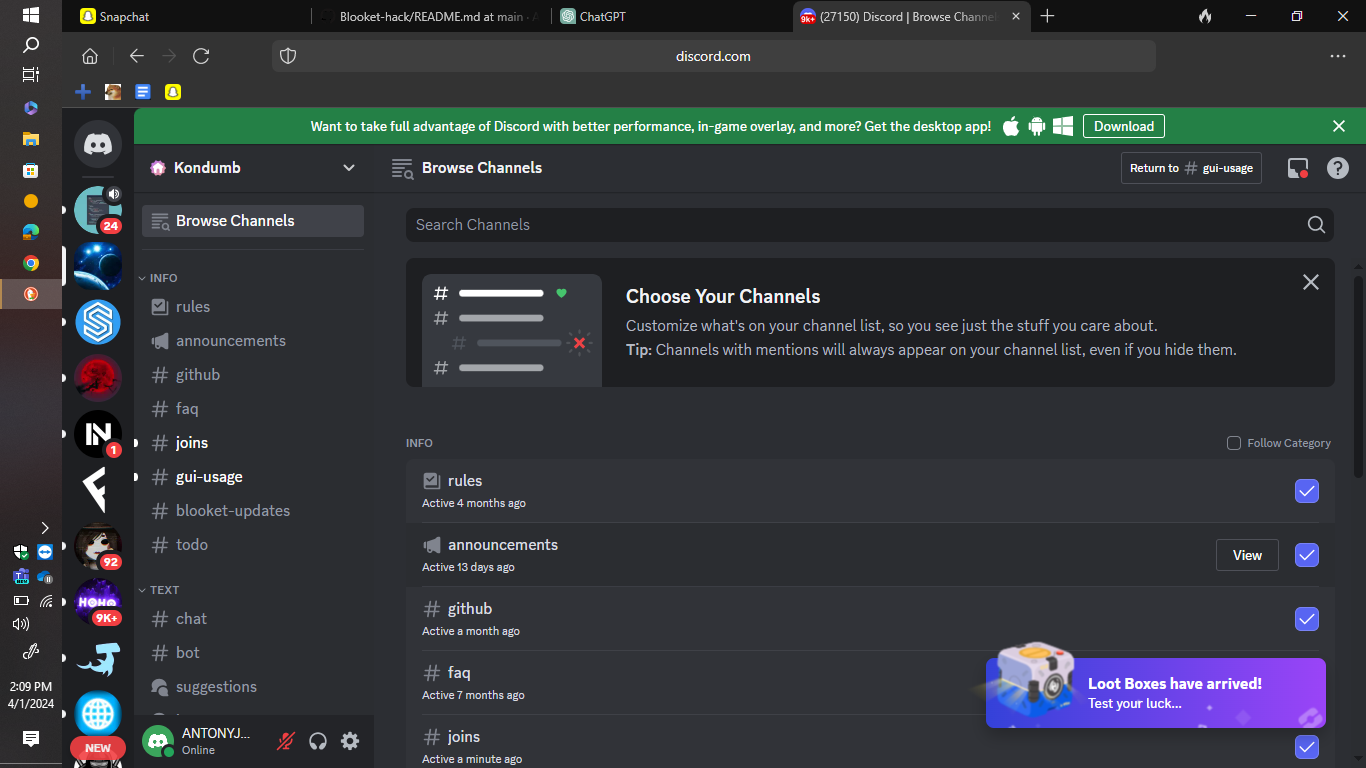 Snapchat
Blooket-hack/README.md at main
ChatGPT
9k+
(27150) Discord | Browse Channe
discord.com
Want to take full advantage of Discord with better performance, in-game overlay, and more? Get the desktop app!
Download
Kondumb
Browse Channels
Return to # gui-usage
Browse Channels
Search Channels
24
1
92
HOHO
9K+
NEW
INFO
rules
announcements
# github
# faq
# joins
# gui-usage
# blooket-updates
# todo
TEXT
# chat
# bot
suggestions
ANTONYJ...
Online
Choose Your Channels
Customize what's on your channel list, so you see just the stuff you care about.
Tip: Channels with mentions will always appear on your channel list, even if you hide them.
INFO
Follow Category
rules
Active 4 months ago
announcements
Active 13 days ago
View
# github
Active a month ago
# faq
Active 7 months ago
# joins
Active a minute ago
Loot Boxes have arrived!
Test your luck...
2:09 PM
4/1/2024